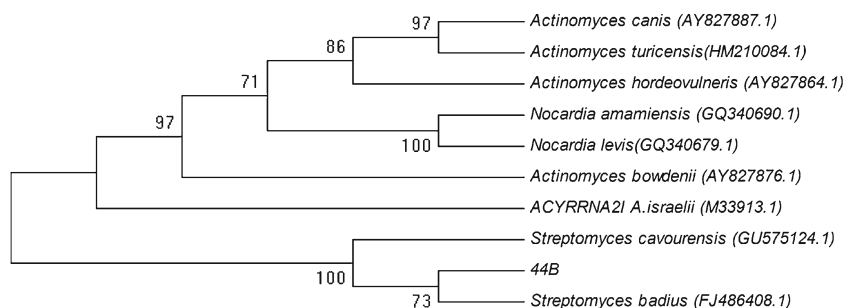 97
Actinomyces canis (AY827887.1)
86
Actinomyces turicensis(HM210084.1)
71
Actinomyces hordeovulneris (AY827864.1)
97
Nocardia amamiensis (GQ340690.1)
100
Nocardia levis(GQ340679.1)
Actinomyces bowdenii (AY827876.1)
ACYRRNA2I A.israelii (M33913.1)
Streptomyces cavourensis (GU575124.1)
100
44B
73
Streptomyces badius (FJ486408.1)